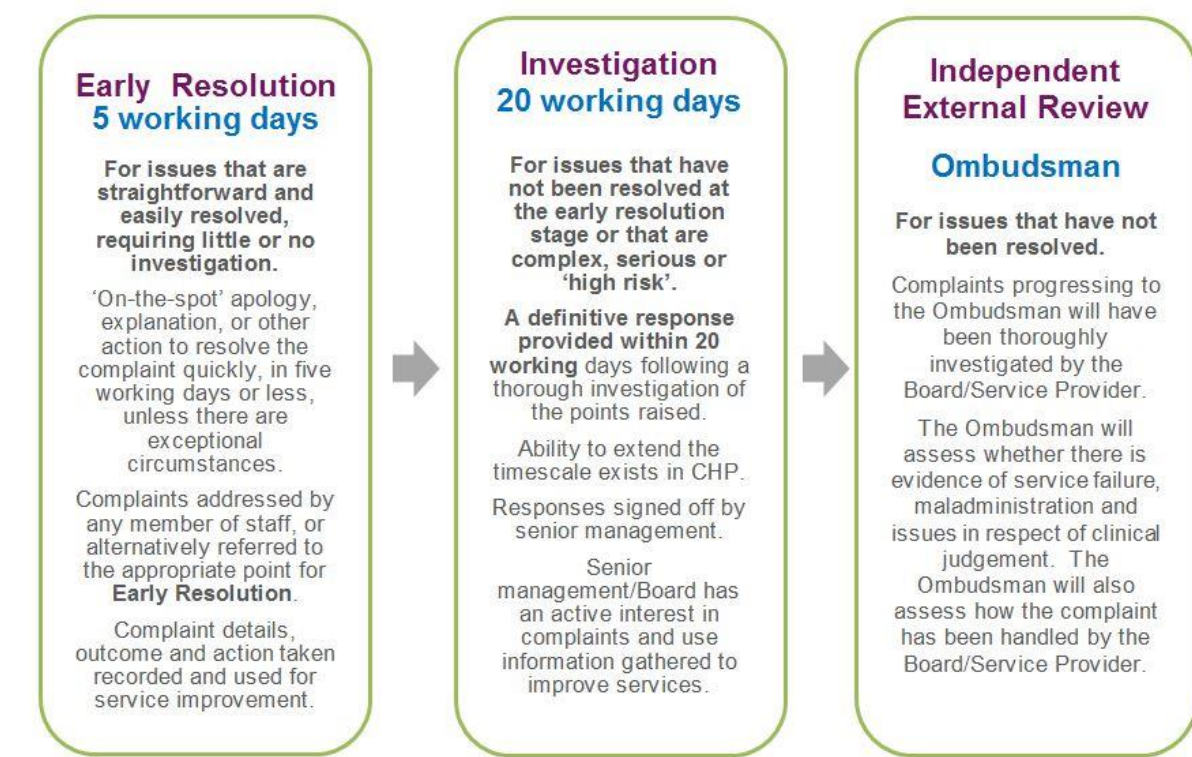 Early Resolution
5 working days
For issues that are
straightforward and
easily resolved,
requiring little or no
investigation.
‘On-the-spot’ apology,
explanation, or other
action to resolve the
complaint quickly, in five
working days or less,
unless there are
exceptional
circumstances.
Complaints addressed by
any member of staff, or
alternatively referred to
the appropriate point for
Early Resolution.
Complaint details,
outcome and action taken
recorded and used for
service improvement.
Investigation
20 working days
For issues that have
not been resolved at
the early resolution
stage or that are
complex, serious or
‘high risk’.
A definitive response
provided within 20
working days following a
thorough investigation of
the points raised.
Ability to extend the
timescale exists in CHP.
Responses signed off by
senior management.
Senior
management/Board has
an active interest in
complaints and use
information gathered to
improve services.
Independent
External Review
Ombudsman
For issues that have not
been resolved.
Complaints progressing to
the Ombudsman will have
been thoroughly
investigated by the
Board/Service Provider.
The Ombudsman will
assess whether there is
evidence of service failure,
maladministration and
issues in respect of clinical
judgement. The
Ombudsman will also
assess how the complaint
has been handled by the
Board/Service Provider.